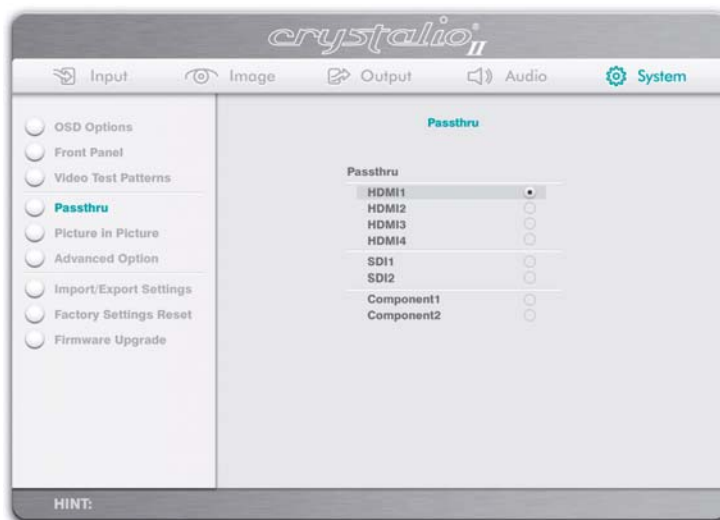 crystalio® II
Input Image Output Audio System
OSD Options
Front Panel
Video Test Patterns
Passthru
Picture in Picture
Advanced Option
Import/Export Settings
Factory Settings Reset
Firmware Upgrade
Passthru
Passthru
HDMI1
HDMI2
HDMI3
HDMI4
SDI1
SDI2
Component1
Component2
HINT: